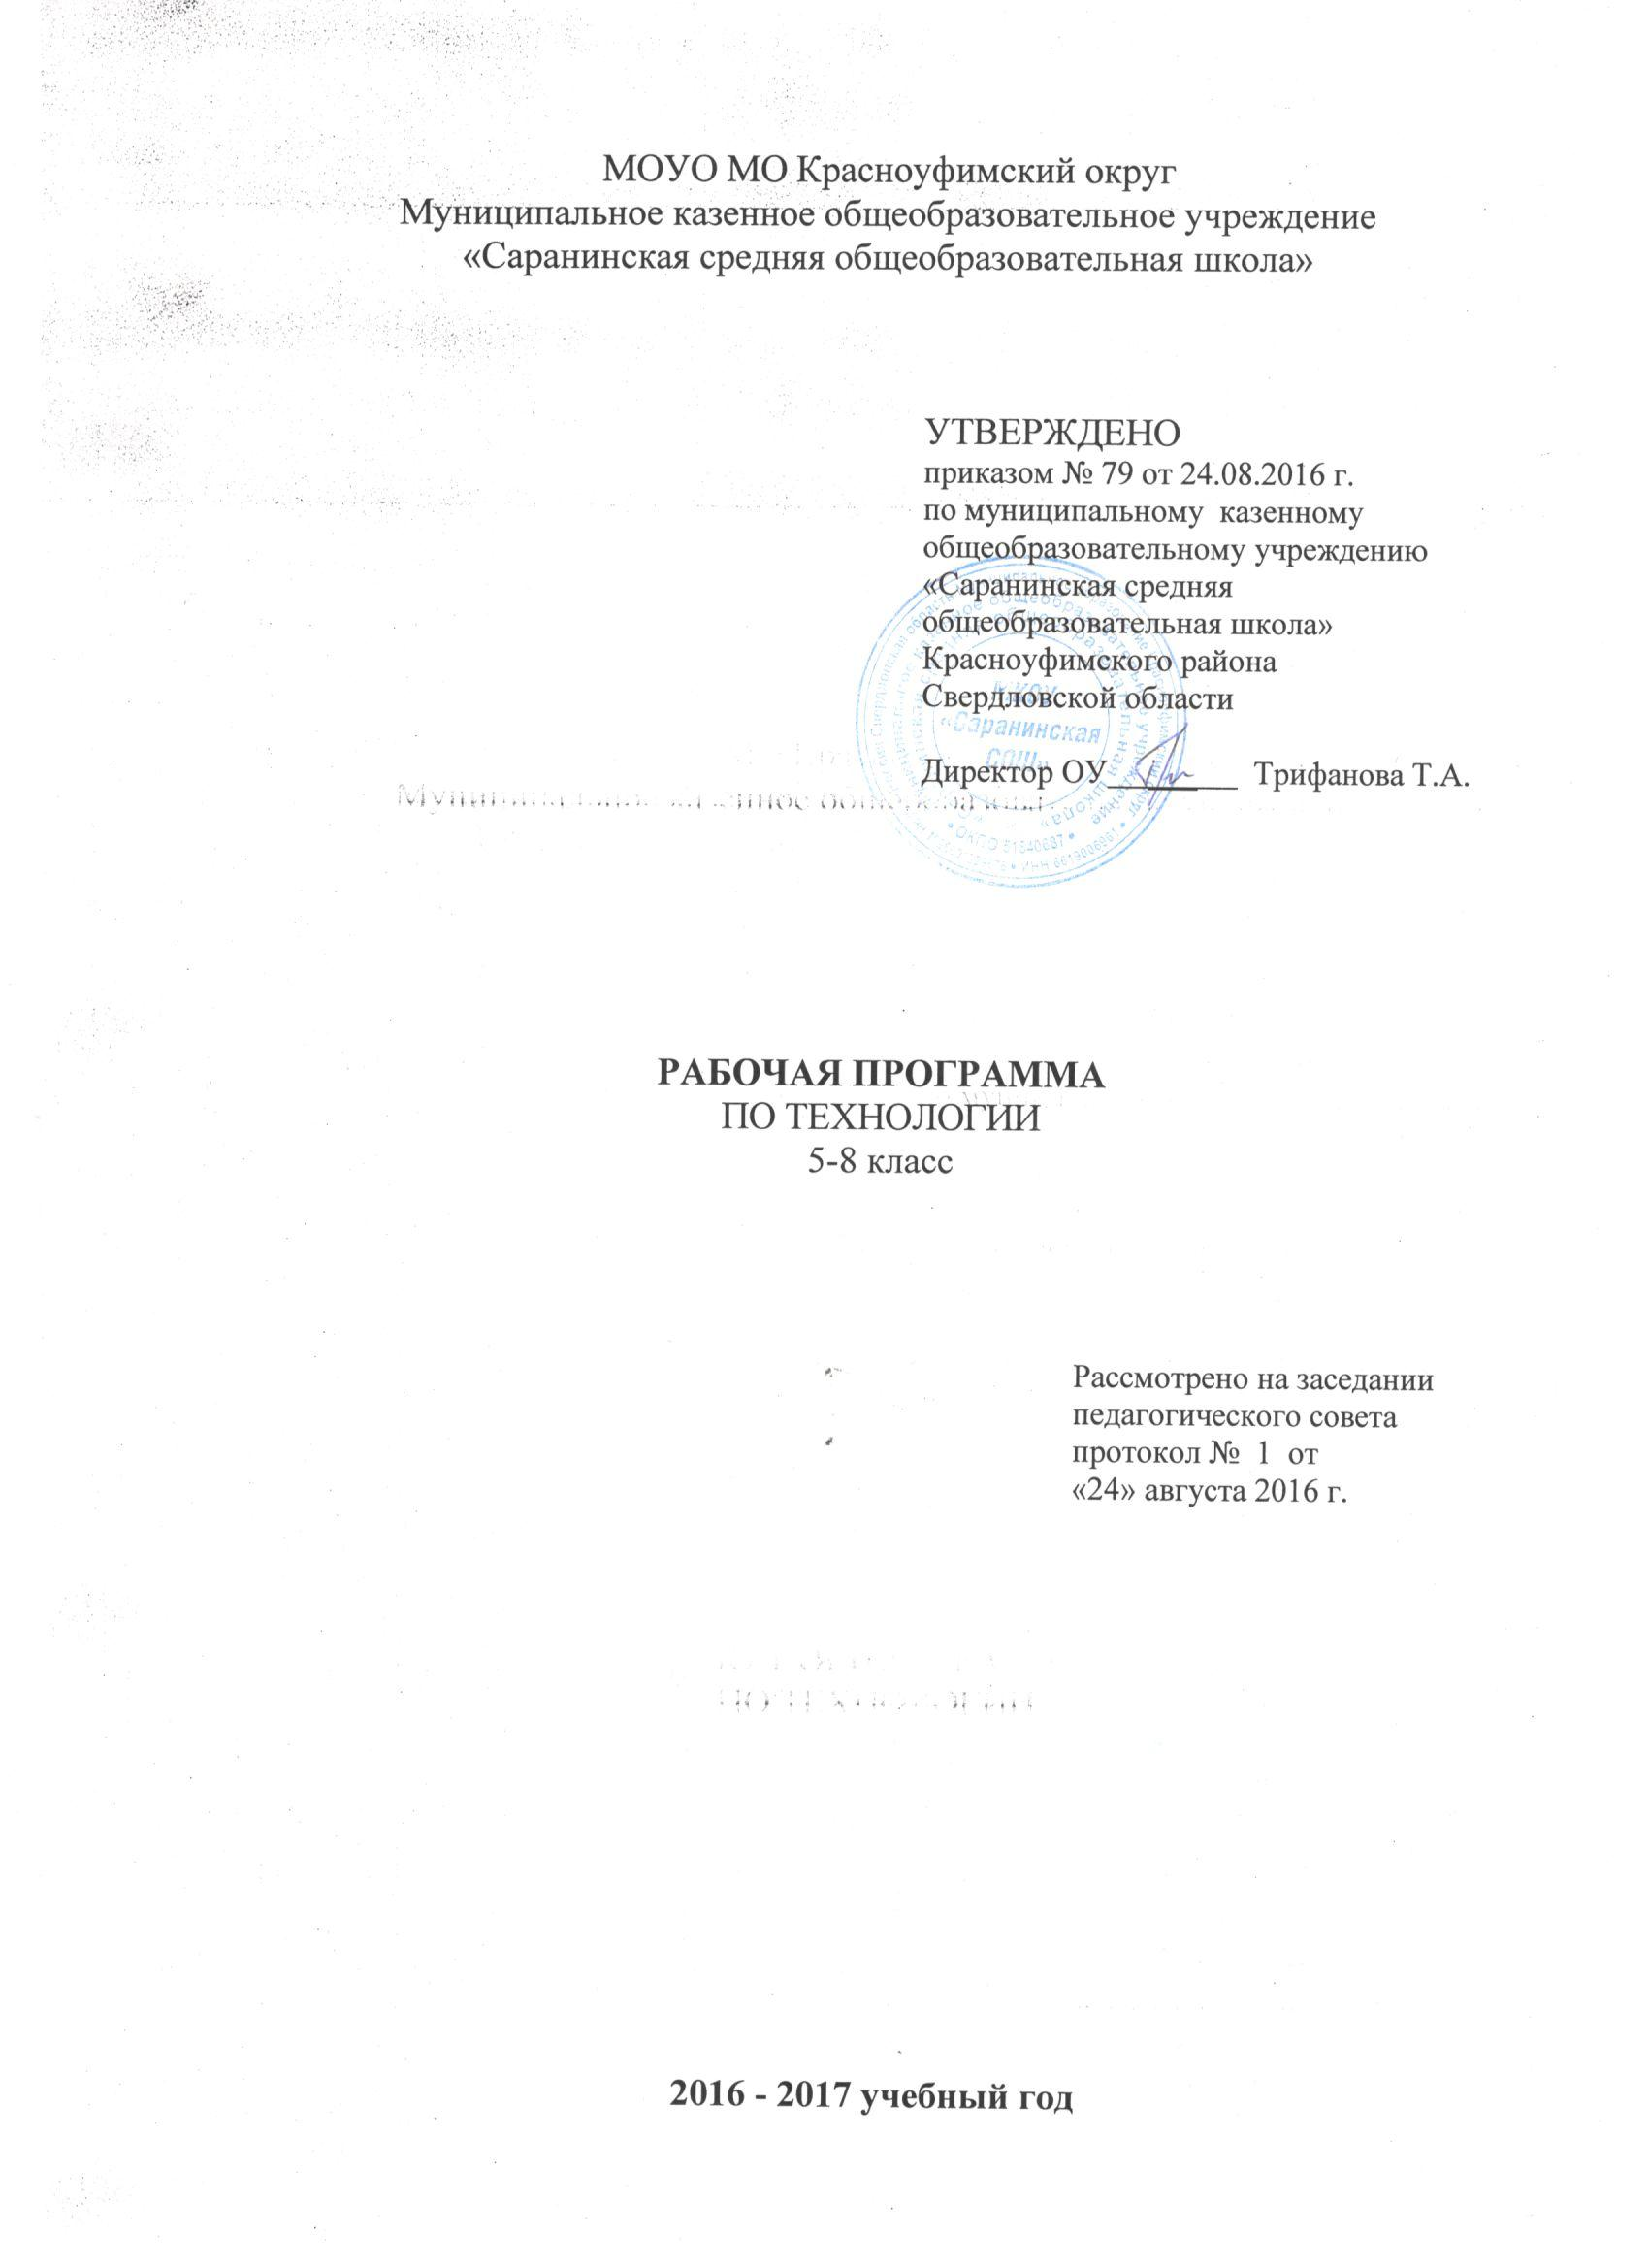 МОУО МО Красноуфимский округ
Муниципальное казенное общеобразовательное учреждение
«Саранинская средняя общеобразовательная школа»
УТВЕРЖДЕНО
приказом № 79 от 24.08.2016 г.
по муниципальному казенному
общеобразовательному учреждению
«Саранинская средняя
общеобразовательная школа»
Красноуфимского района
Свердловской области
«Саранинская
СОШ»
Директор ОУ________ Трифанова Т.А.
РАБОЧАЯ ПРОГРАММА
ПО ТЕХНОЛОГИИ
5-8 класс
Рассмотрено на заседании
педагогического совета
протокол № 1 от
«24» августа 2016 г.
2016 - 2017 учебный год